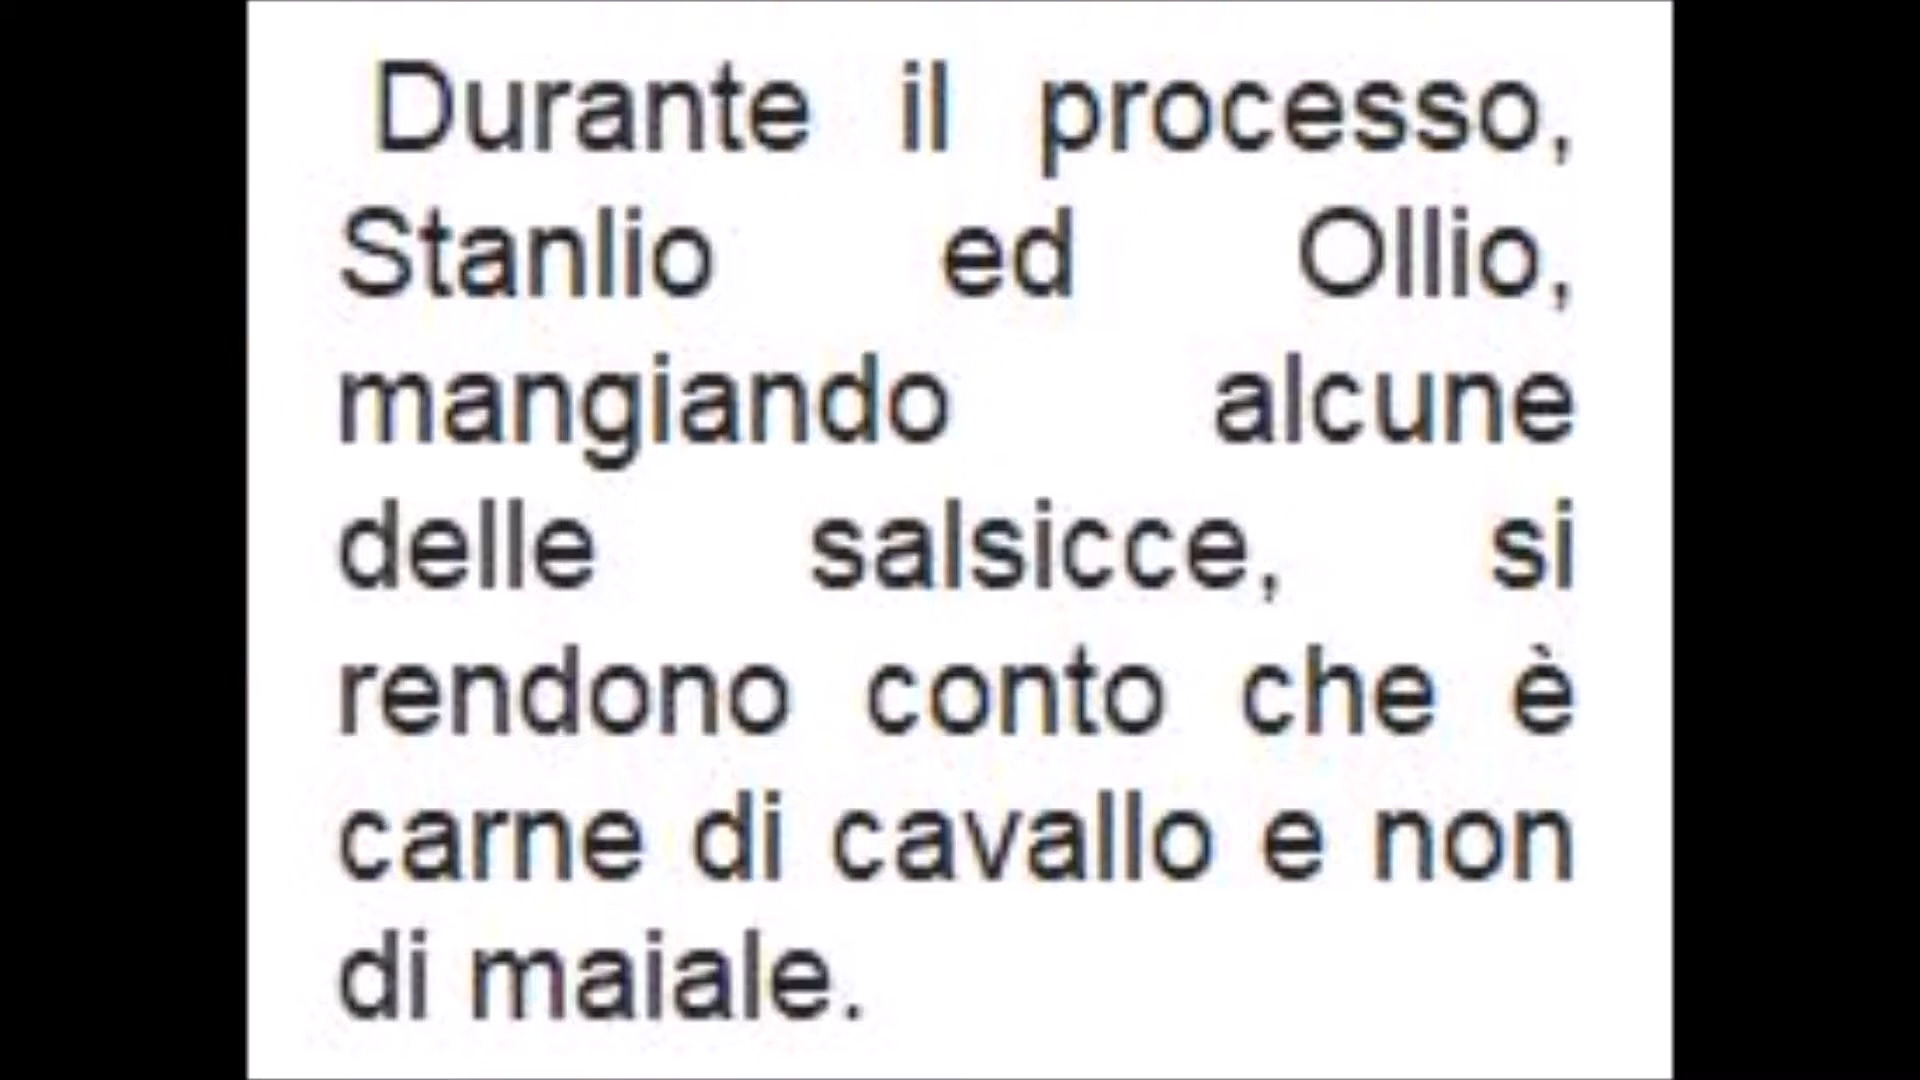 Durante il processo,
Stanlio ed Ollio,
mangiando alcune
delle salsicce, si
rendono conto che è
carne di cavallo e non
di maiale.